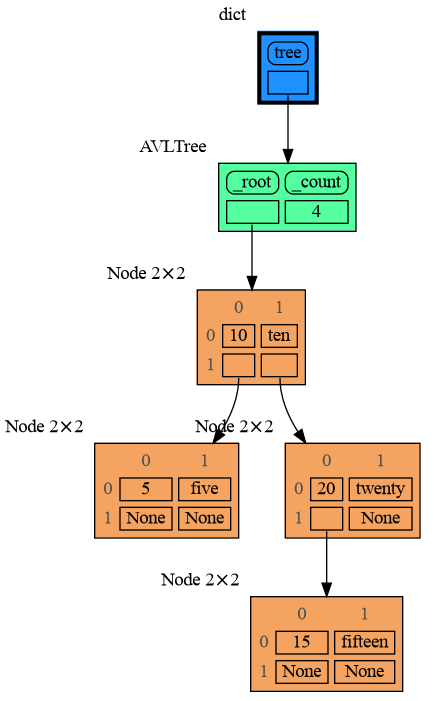 dict
tree
AVLTree
_root _count
4
Node 2×2
0 1
0 10 ten
1
Node 2×2
0 1
0 5 five
1 None None
Node 2×2
0 1
0 20 twenty
1 None
Node 2×2
0 1
0 15 fifteen
1 None None